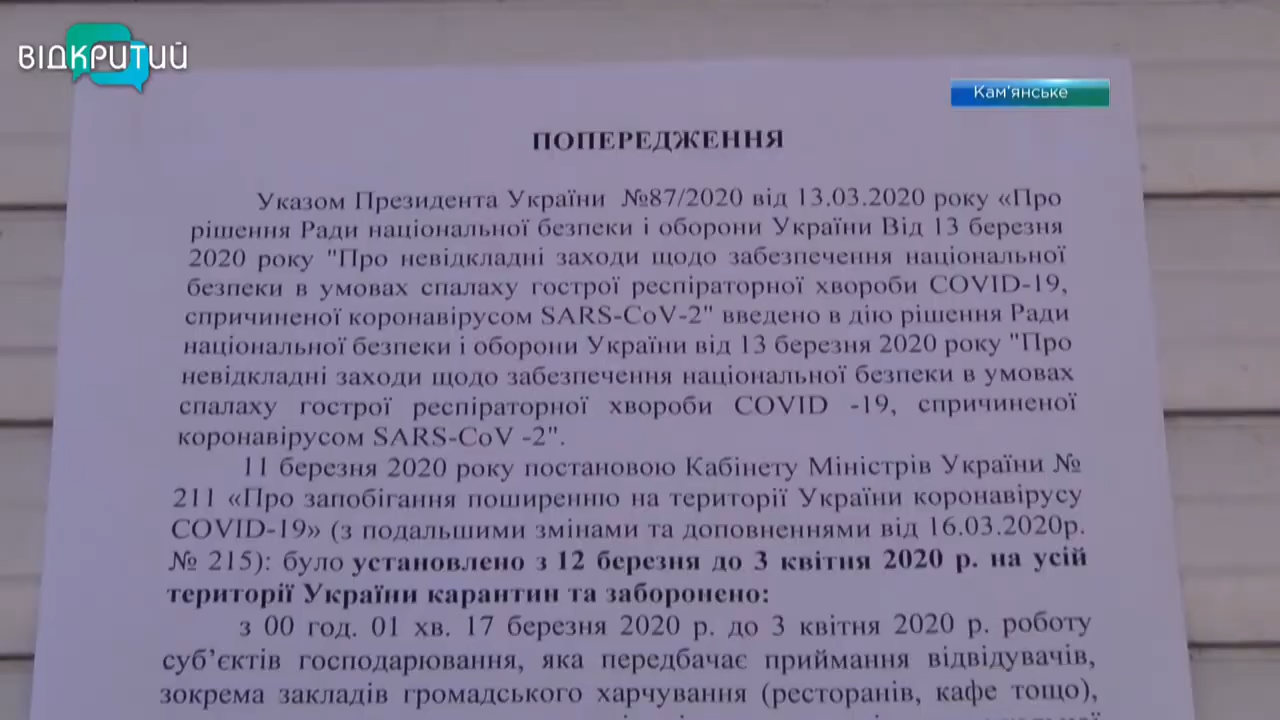 ВІДКРИТИЙ
Кам'янське
ПОПЕРЕДЖЕННЯ
Указом Президента України №87/2020 від 13.03.2020 року «Про
рішення Ради національної безпеки і оборони України Від 13 березня
2020 року "Про невідкладні заходи щодо забезпечення національної
безпеки в умовах спалаху гострої респіраторної хвороби COVID-19,
спричиненої коронавірусом SARS-CoV-2" введено в дію рішення Ради
національної безпеки і оборони України від 13 березня 2020 року "Про
невідкладні заходи щодо забезпечення національної безпеки в умовах
спалаху гострої респіраторної хвороби COVID -19, спричиненої
коронавірусом SARS-CoV -2".
11 березня 2020 року постановою Кабінету Міністрів України №
211 «Про запобігання поширенню на території України коронавірусу
COVID-19» (з подальшими змінами та доповненнями від 16.03.2020р.
№ 215): було установлено з 12 березня до 3 квітня 2020 р. на усій
території України карантин та заборонено:
з 00 год. 01 хв. 17 березня 2020 р. до 3 квітня 2020 р. роботу
суб’єктів господарювання, яка передбачає приймання відвідувачів,
зокрема закладів громадського харчування (ресторанів, кафе тощо),